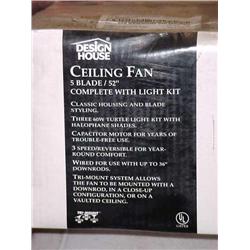 DESIGN
HOUSE
CEILING FAN
5 BLADE / 52"
COMPLETE WITH LIGHT KIT
CLASSIC HOUSING AND BLADE
STYLING.
THREE 60W TURTLE LIGHT KIT WITH
HALOPHANE SHADES.
CAPACITOR MOTOR FOR YEARS OF
TROUBLE-FREE USE.
3 SPEED/REVERSIBLE FOR YEAR-
ROUND COMFORT.
WIRED FOR USE WITH UP TO 36"
DOWNRODS.
TRI-MOUNT SYSTEM ALLOWS
THE FAN TO BE MOUNTED WITH A
DOWNROD, IN A CLOSE-UP
CONFIGURATION, OR ON A
VAULTED CEILING.
UL